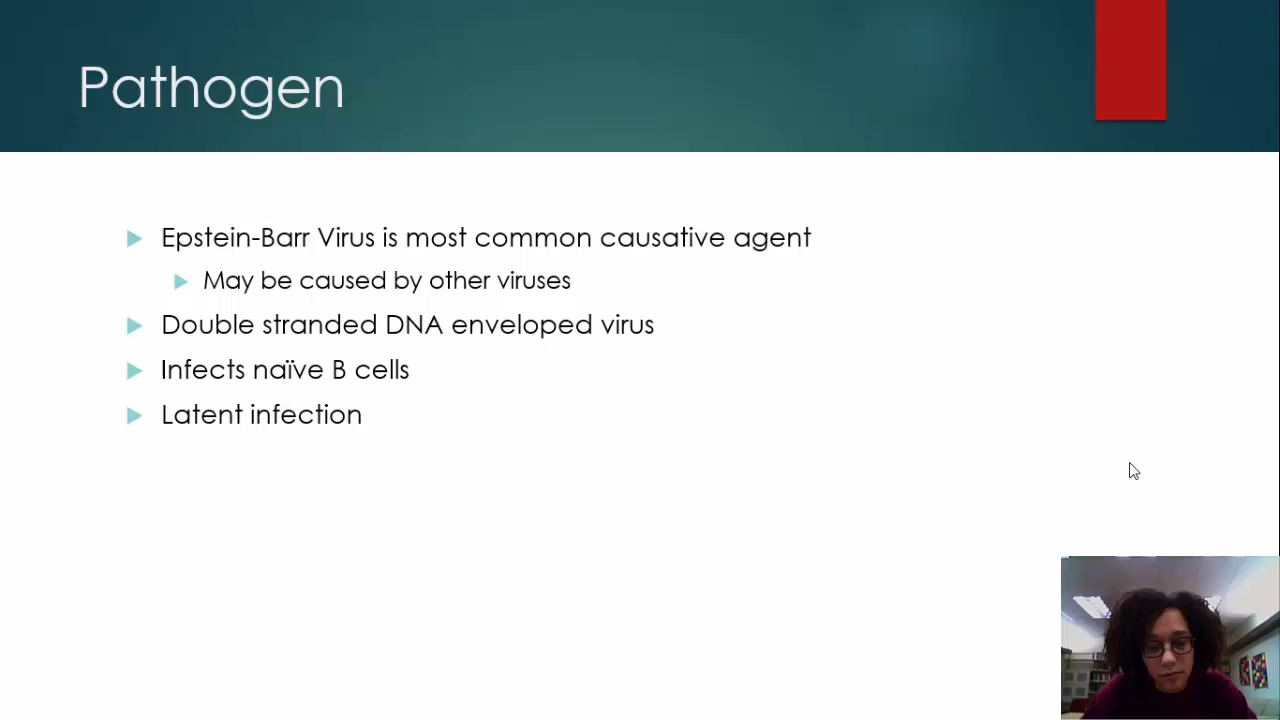 Pathogen
Epstein-Barr Virus is most common causative agent
May be caused by other viruses
Double stranded DNA enveloped virus
Infects naïve B cells
Latent infection